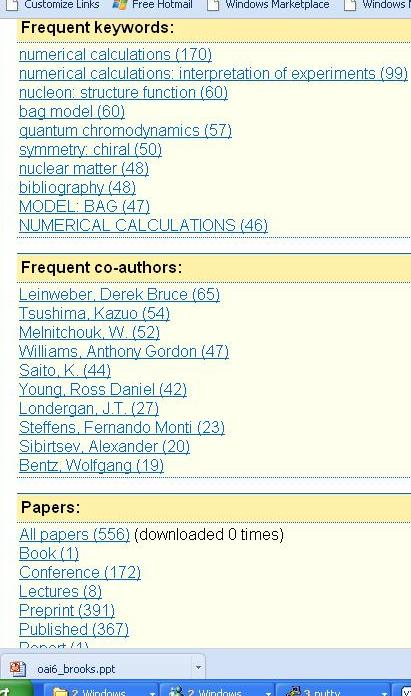 Customize Links Free Hotmail Windows Marketplace Windows
Frequent keywords:
numerical calculations (170)
numerical calculations: interpretation of experiments (99)
nucleon: structure function (60)
bag model (60)
quantum chromodynamics (57)
symmetry: chiral (50)
nuclear matter (48)
bibliography (48)
MODEL: BAG (47)
NUMERICAL CALCULATIONS (46)
Frequent co-authors:
Leinweber, Derek Bruce (65)
Tsushima, Kazuo (54)
Melnitchouk, W. (52)
Williams, Anthony Gordon (47)
Saito, K. (44)
Young, Ross Daniel (42)
Londergan, J.T. (27)
Steffens, Fernando Monti (23)
Sibirtsev, Alexander (20)
Bentz, Wolfgang (19)
Papers:
All papers (556) (downloaded 0 times)
Book (1)
Conference (172)
Lectures (8)
Preprint (391)
Published (367)
Report (1)
oai6_brooks.ppt
2 Windows 2 Windows 3 putty